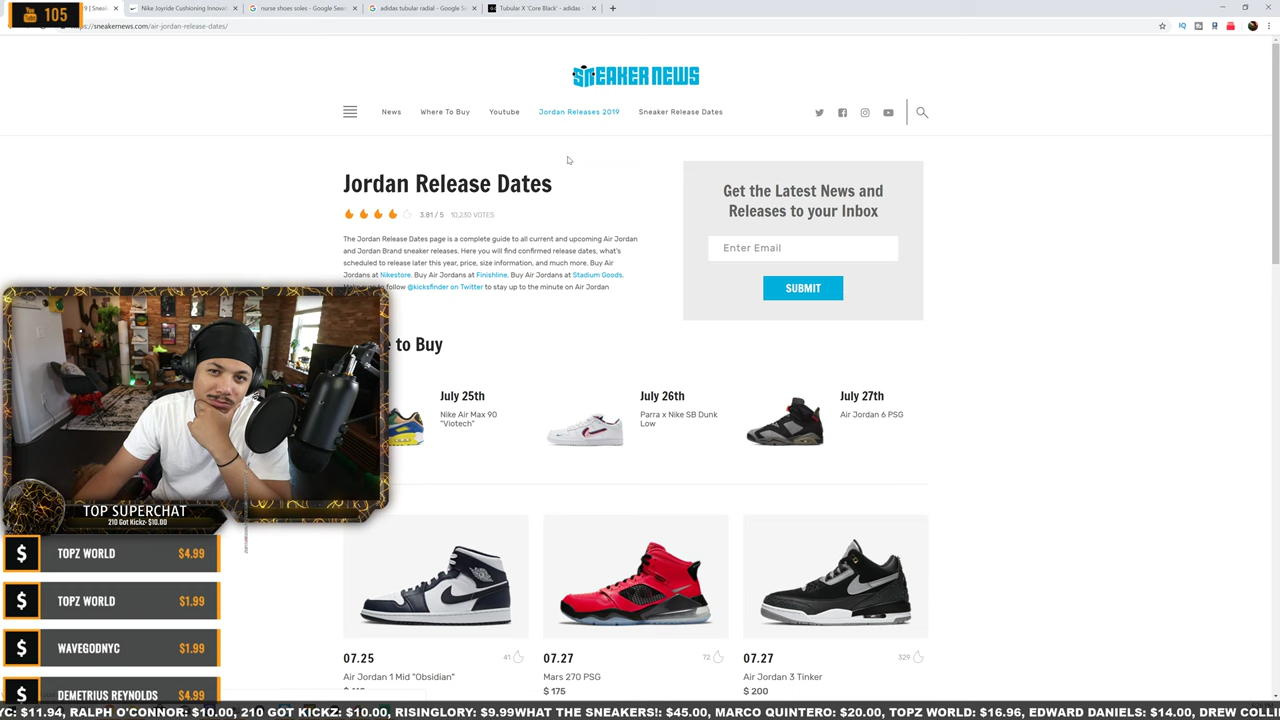 105
9 | Sneak
Nike Joyride Cushioning Innovat
nurse shoes soles - Google Sea
adidas tubular radial - Google Se
Tubular X 'Core Black' - adidas -
sneakernews.com/air-jordan-release-dates/
SNEAKER NEWS
News
Where To Buy
Youtube
Jordan Releases 2019
Sneaker Release Dates
Jordan Release Dates
3.81 / 5
10,230 VOTES
The Jordan Release Dates page is a complete guide to all current and upcoming Air Jordan
and Jordan Brand sneaker releases. Here you will find confirmed release dates, what's
scheduled to release later this year, price, size information, and much more. Buy Air
Jordans at Nikestore. Buy Air Jordans at Finishline. Buy Air Jordans at Stadium Goods.
follow @kicksfinder on Twitter to stay up to the minute on Air Jordan
Get the Latest News and
Releases to your Inbox
Enter Email
SUBMIT
to Buy
July 25th
Nike Air Max 90
"Viotech"
July 26th
Parra x Nike SB Dunk
Low
July 27th
Air Jordan 6 PSG
TOP SUPERCHAT
210 Got Kickz- $10.00
$ TOPZ WORLD $4.99
$ TOPZ WORLD $1.99
$ WAVEGODNYC $1.99
$ DEMETRIUS REYNOLDS $4.99
07.25
41
Air Jordan 1 Mid "Obsidian"
07.27
72
Mars 270 PSG
$ 175
07.27
329
Air Jordan 3 Tinker
$ 200
YC: $11.94, RALPH O'CONNOR: $10.00, 210 GOT KICKZ: $10.00, RISINGLORY: $9.99WHAT THE SNEAKERS!: $45.00, MARCO QUINTERO: $20.00, TOPZ WORLD: $16.96, EDWARD DANIELS: $14.00, DREW COLL